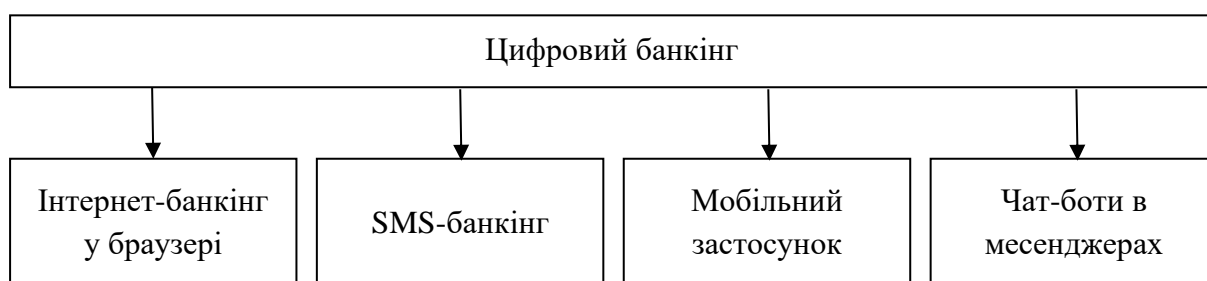 Цифровий банкінг
Інтернет-банкінг
у браузері
SMS-банкінг
Мобільний
застосунок
Чат-боти в
месенджерах